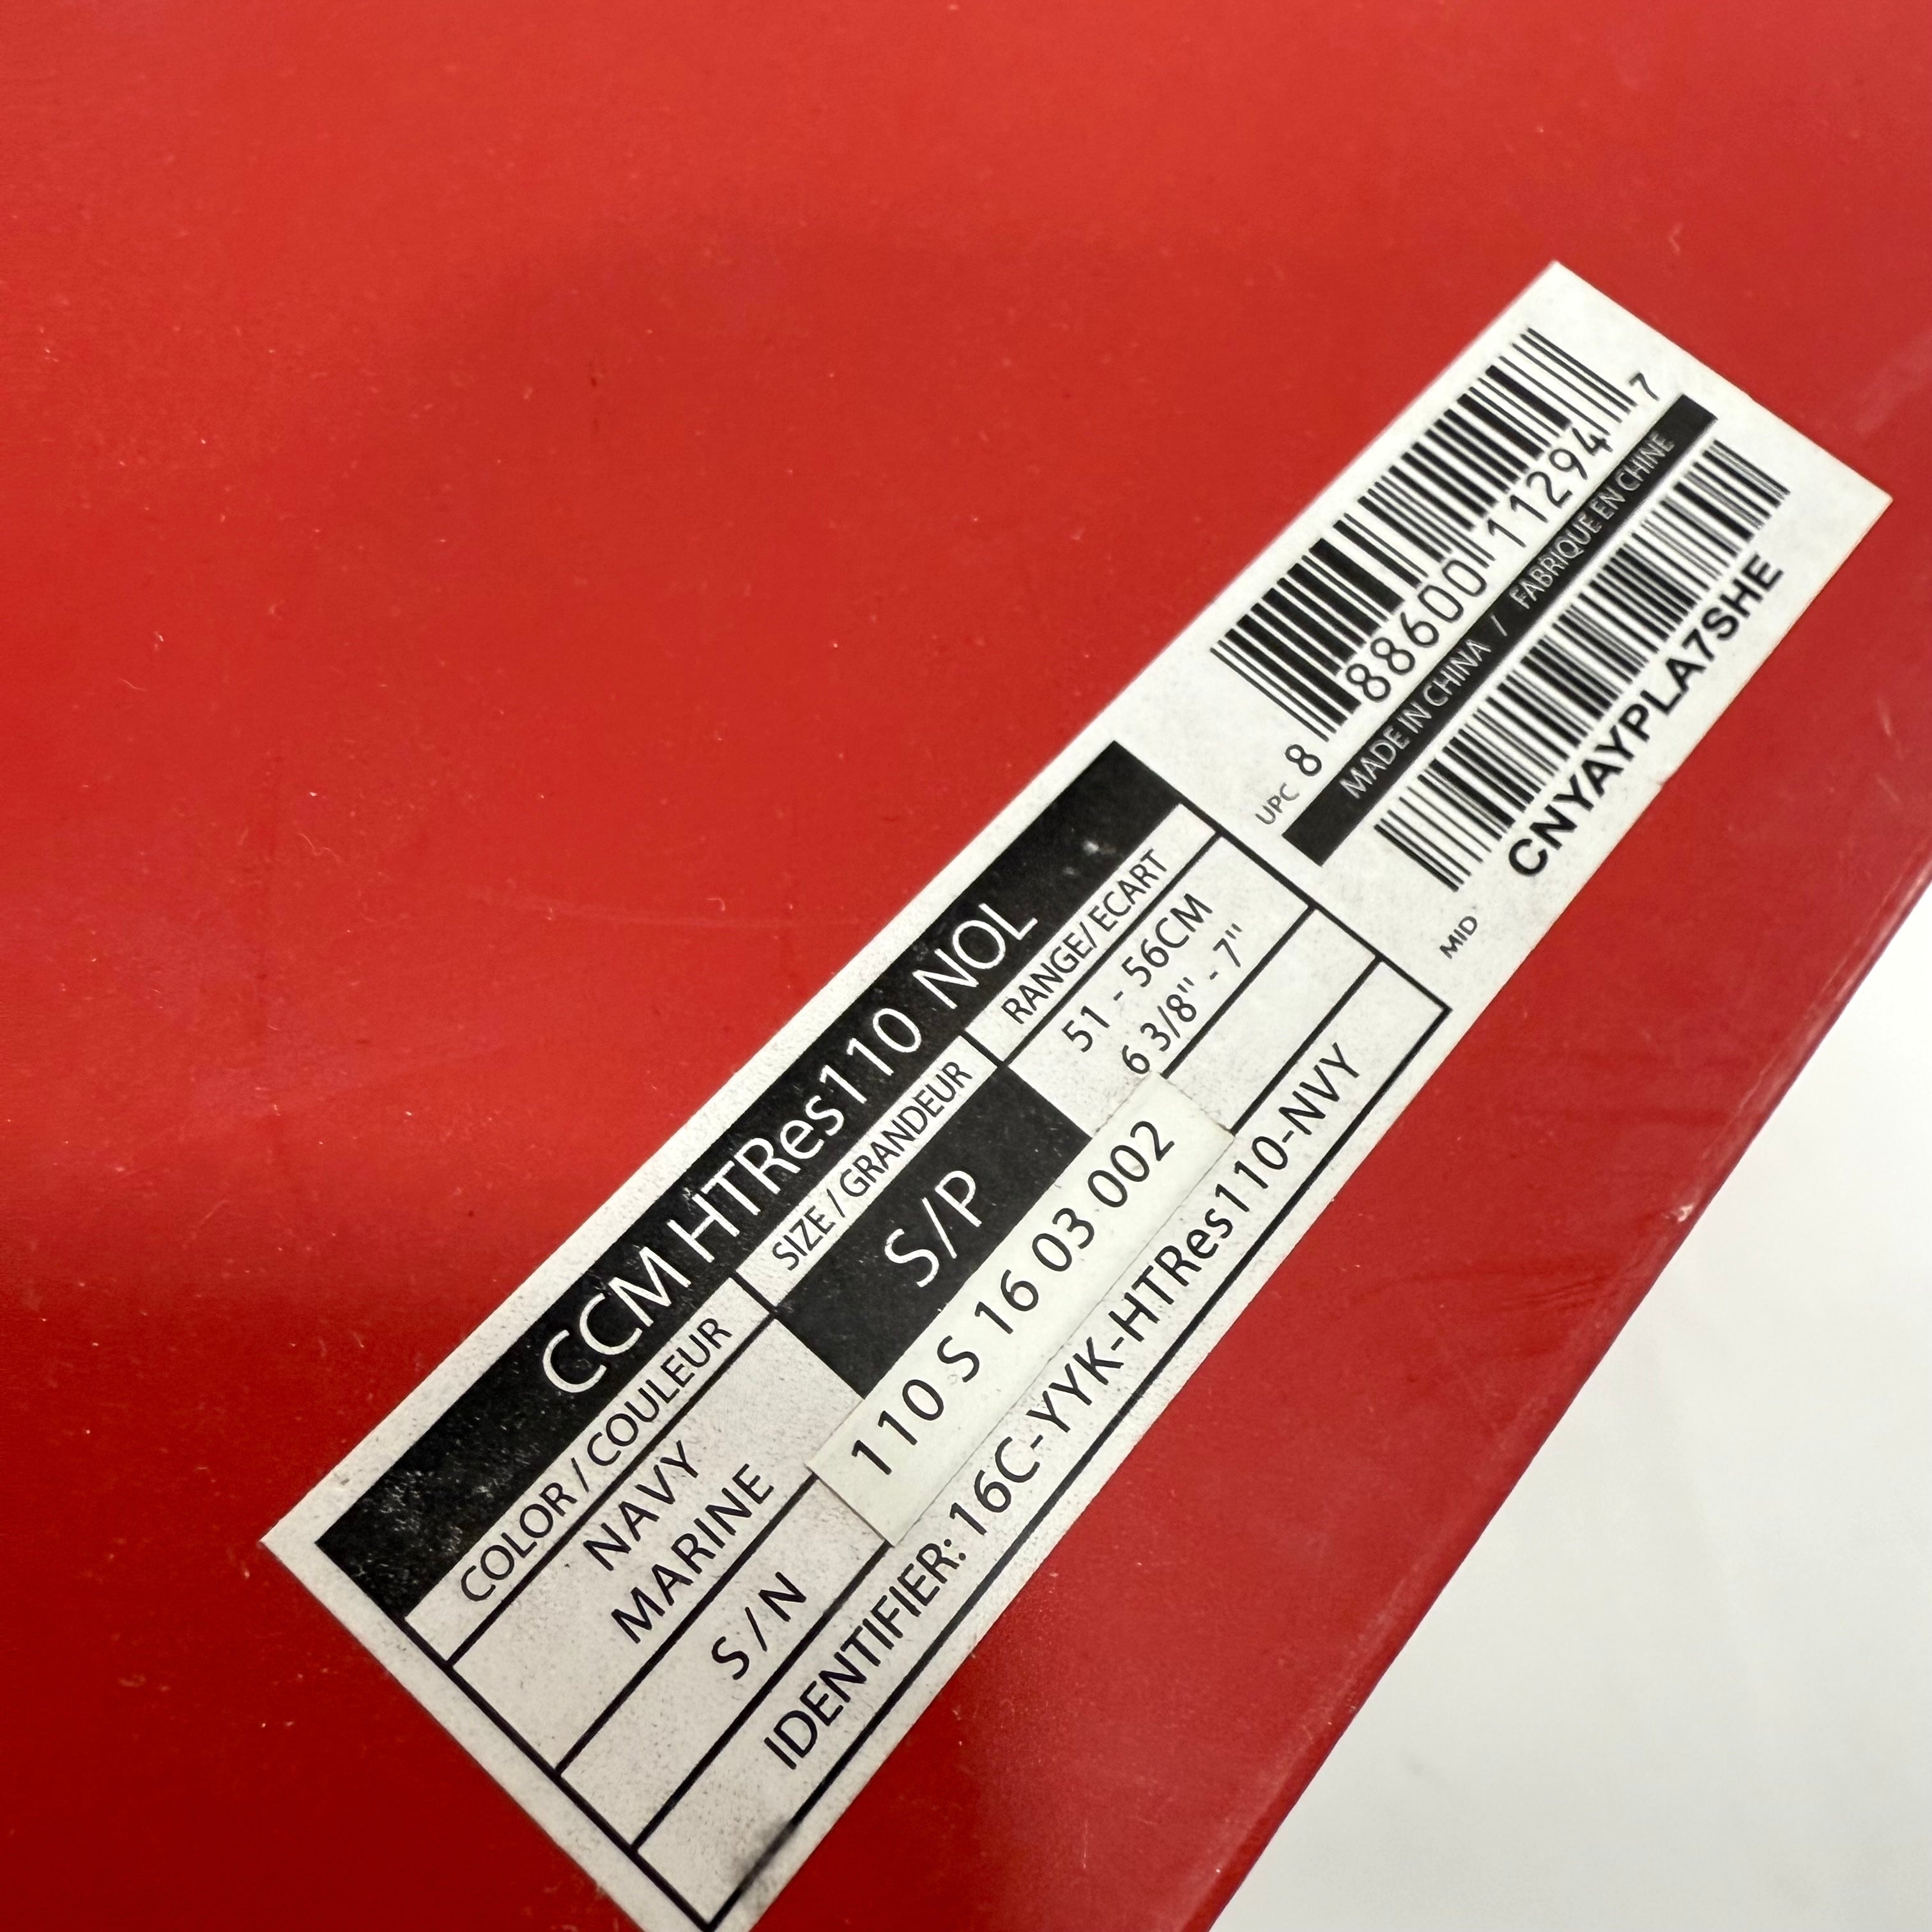 CCM HTRes110 NOL
COLOR / COULEUR
NAVY
MARINE
SIZE / GRANDEUR
S/P
RANGE/ ECART
51 - 56CM
6 3/8" - 7"
S / N
110 S 16 03 002
IDENTIFIER: 16C-YYK-HTRes110-NVY
UPC
8 88600 11294 7
MADE IN CHINA / FABRIQUE EN CHINE
MID
CNYAYPLA7SHE